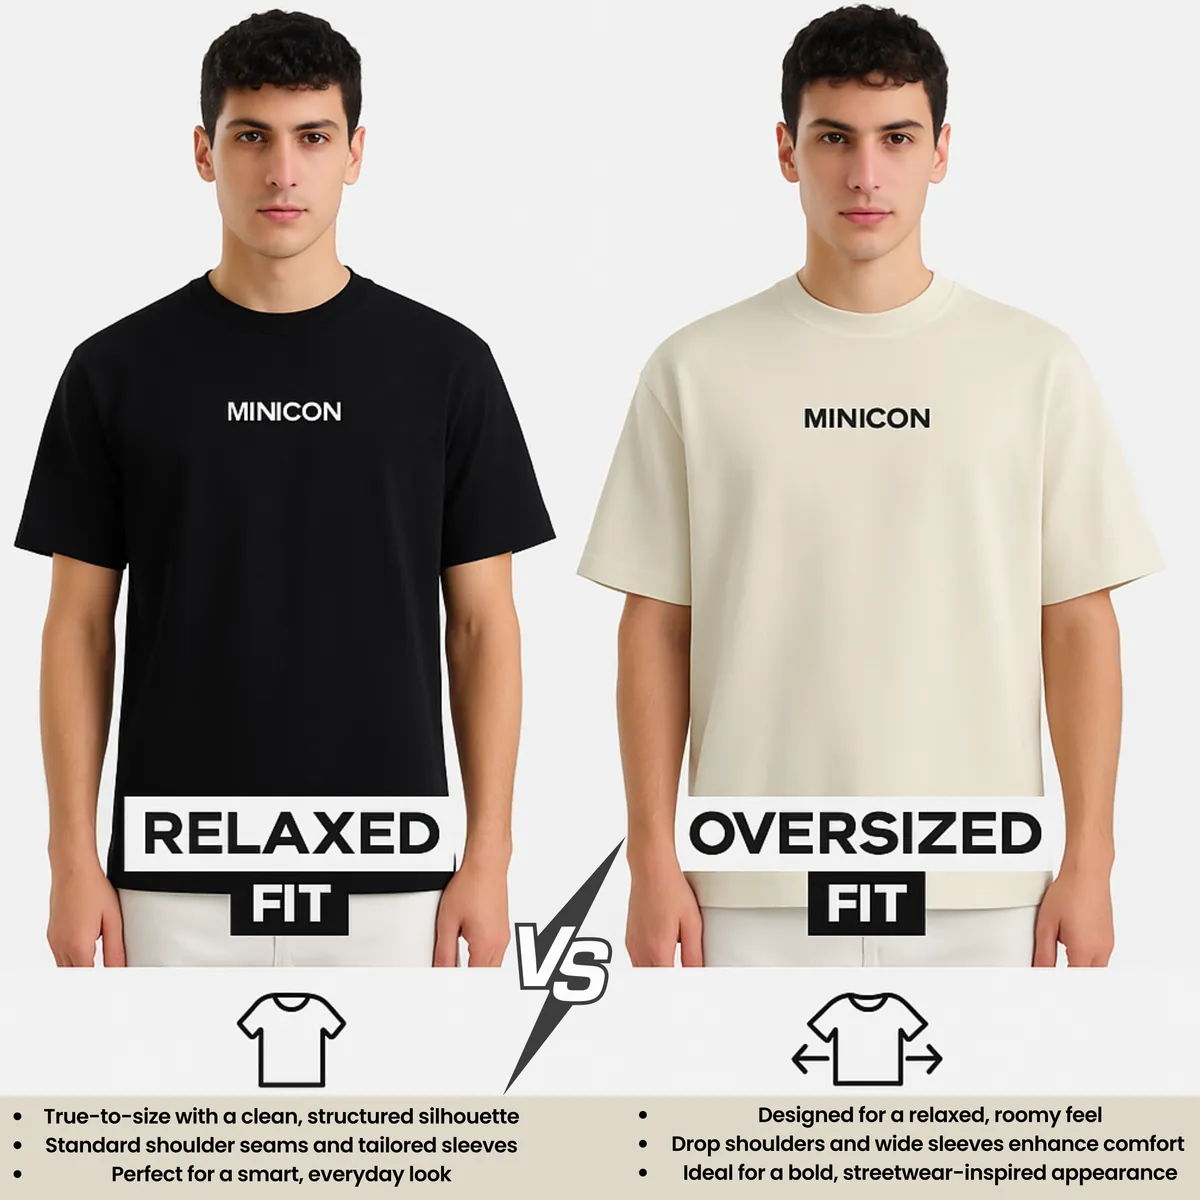 MINICON
MINICON
RELAXED
FIT
OVERSIZED
FIT
VS
• True-to-size with a clean, structured silhouette
• Standard shoulder seams and tailored sleeves
• Perfect for a smart, everyday look
• Designed for a relaxed, roomy feel
• Drop shoulders and wide sleeves enhance comfort
• Ideal for a bold, streetwear-inspired appearance